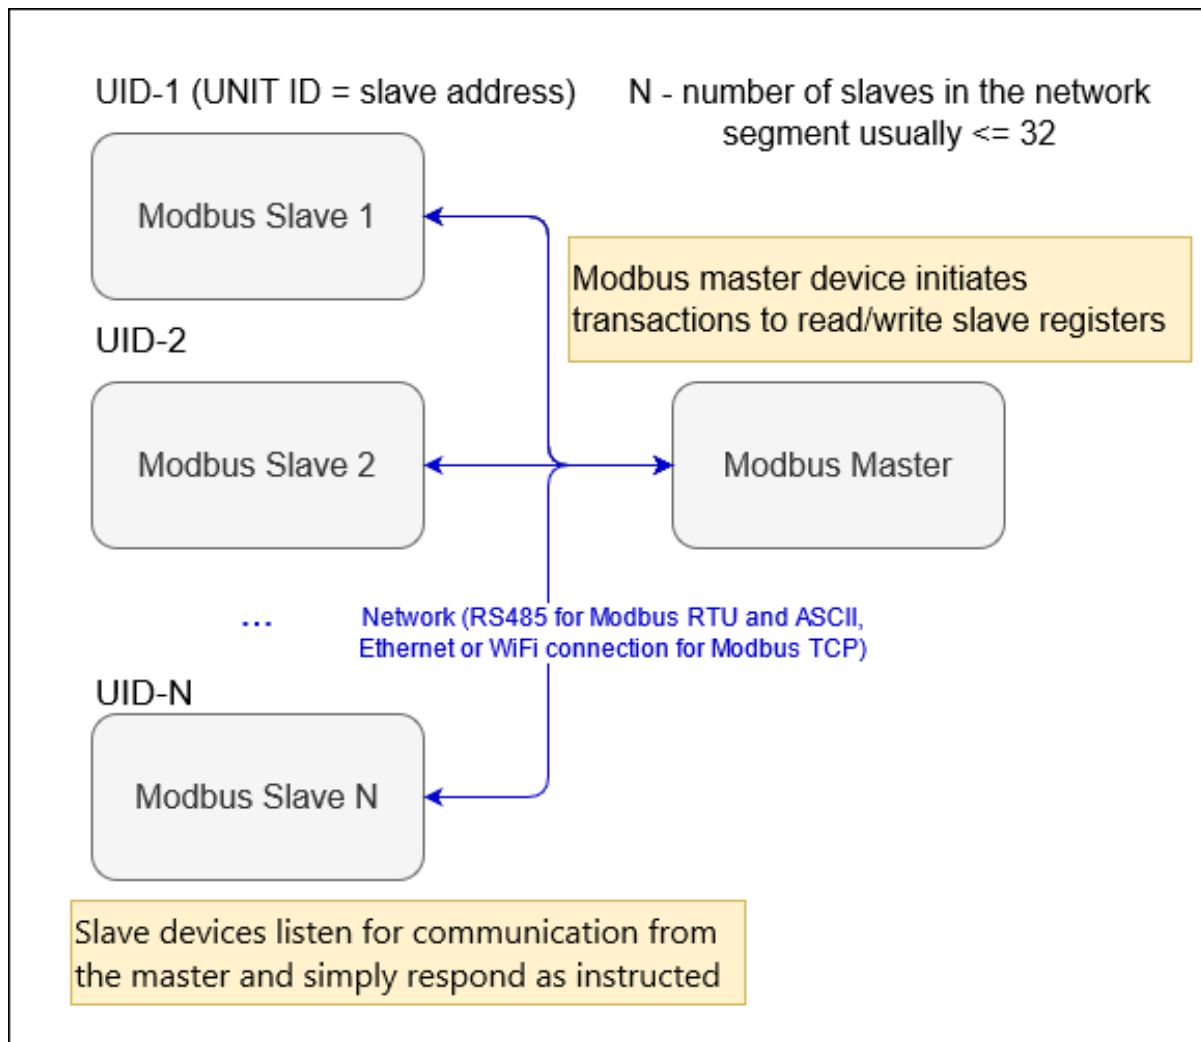 UID-1 (UNIT ID = slave address)
N - number of slaves in the network
segment usually <= 32
Modbus Slave 1
Modbus master device initiates
transactions to read/write slave registers
UID-2
Modbus Slave 2
Modbus Master
...
Network (RS485 for Modbus RTU and ASCII,
Ethernet or WiFi connection for Modbus TCP)
UID-N
Modbus Slave N
Slave devices listen for communication from
the master and simply respond as instructed